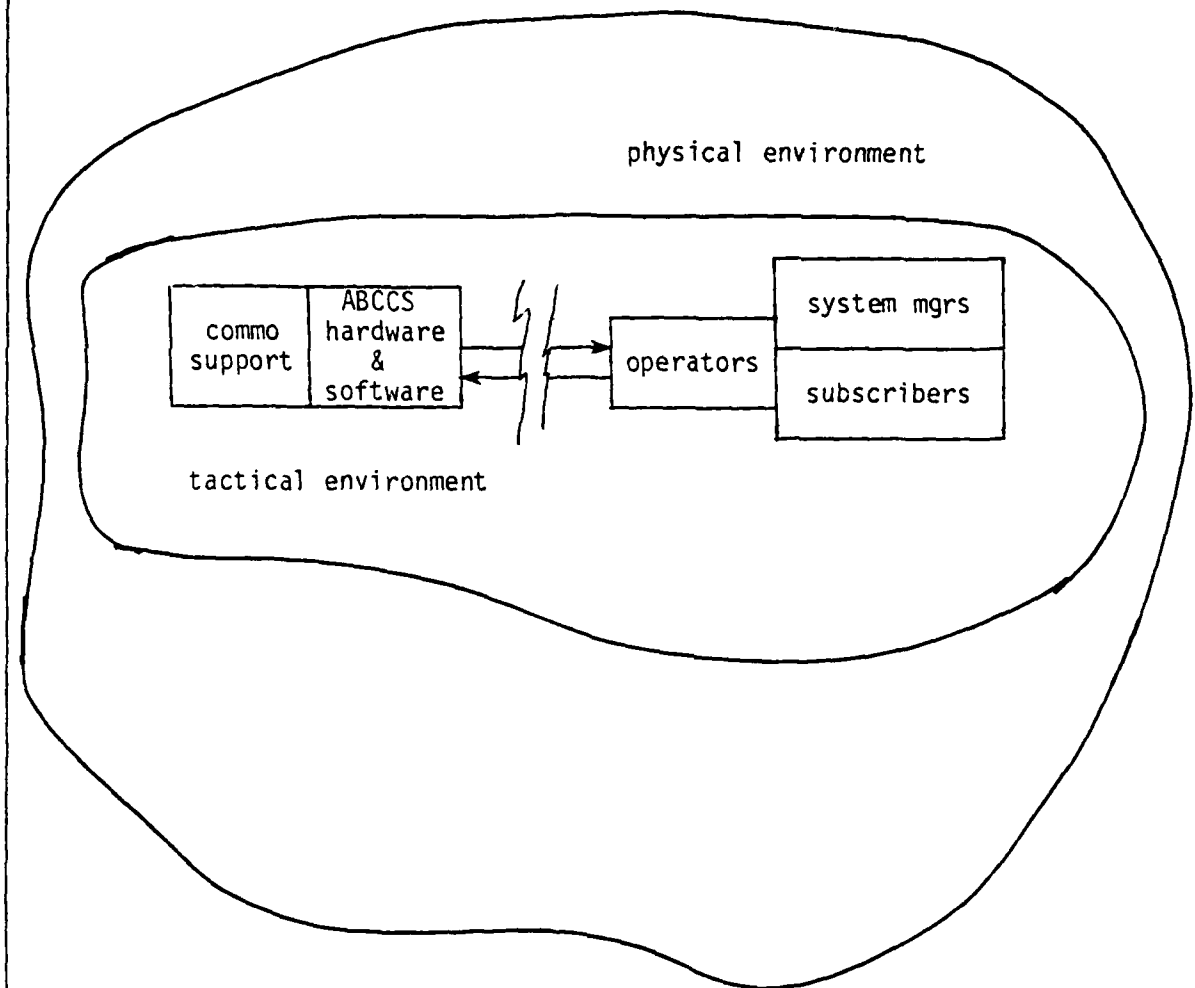 physical environment
commo
support
ABCCS
hardware
&
software
operators
system mgrs
subscribers
tactical environment